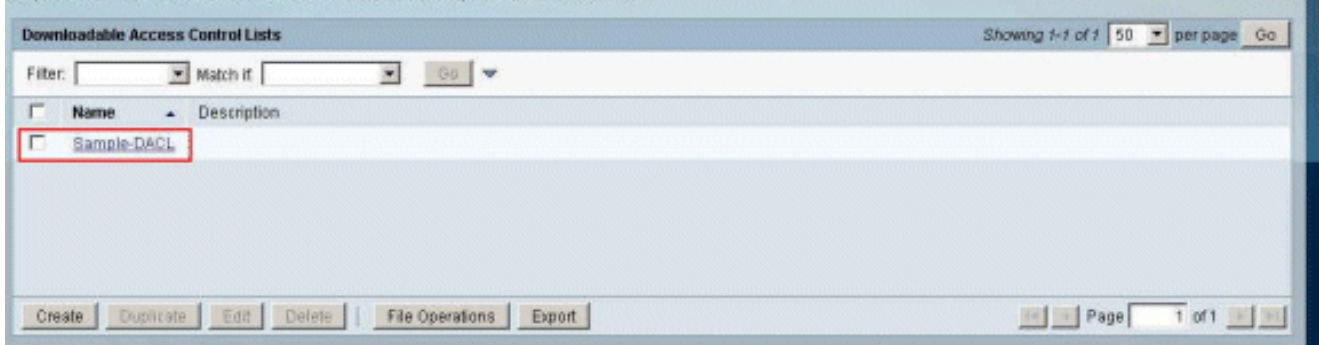 Downloadable Access Control Lists Showing 1-1 of 1 50 per page Go
Filter: Match if: Go
Name Description
Sample-DACL
Create Duplicate Edit Delete File Operations Export Page 1 of 1